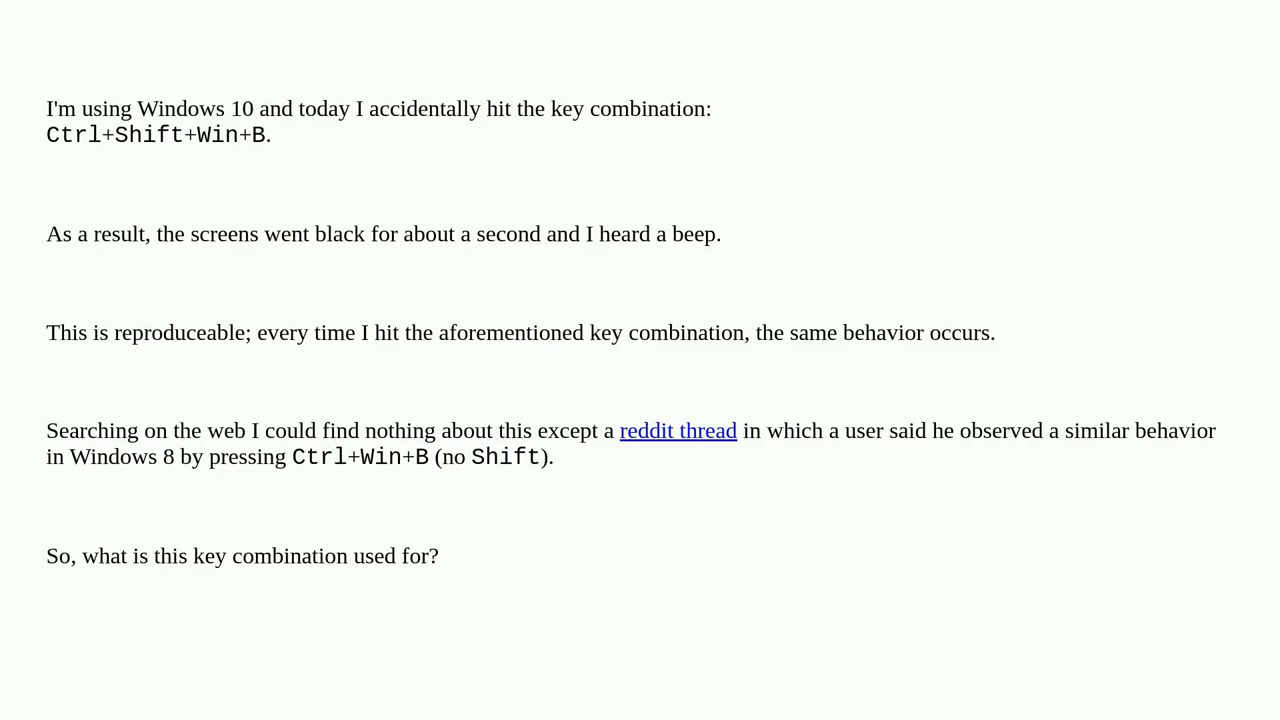 I'm using Windows 10 and today I accidentally hit the key combination:
Ctrl+Shift+Win+B.
As a result, the screens went black for about a second and I heard a beep.
This is reproduceable; every time I hit the aforementioned key combination, the same behavior occurs.
Searching on the web I could find nothing about this except a reddit thread in which a user said he observed a similar behavior
in Windows 8 by pressing Ctrl+Win+B (no Shift).
So, what is this key combination used for?